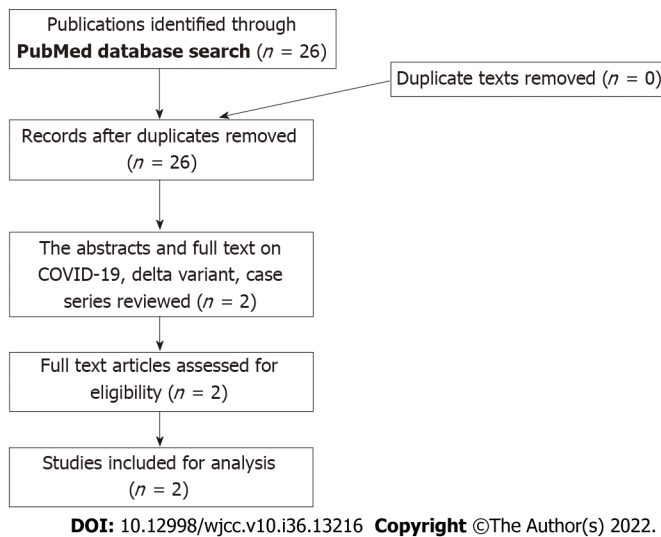 Publications identified through
PubMed database search (n = 26)
Duplicate texts removed (n = 0)
Records after duplicates removed
(n = 26)
The abstracts and full text on
COVID-19, delta variant, case
series reviewed (n = 2)
Full text articles assessed for
eligibility (n = 2)
Studies included for analysis
(n = 2)
DOI: 10.12998/wjcc.v10.i36.13216 Copyright ©The Author(s) 2022.